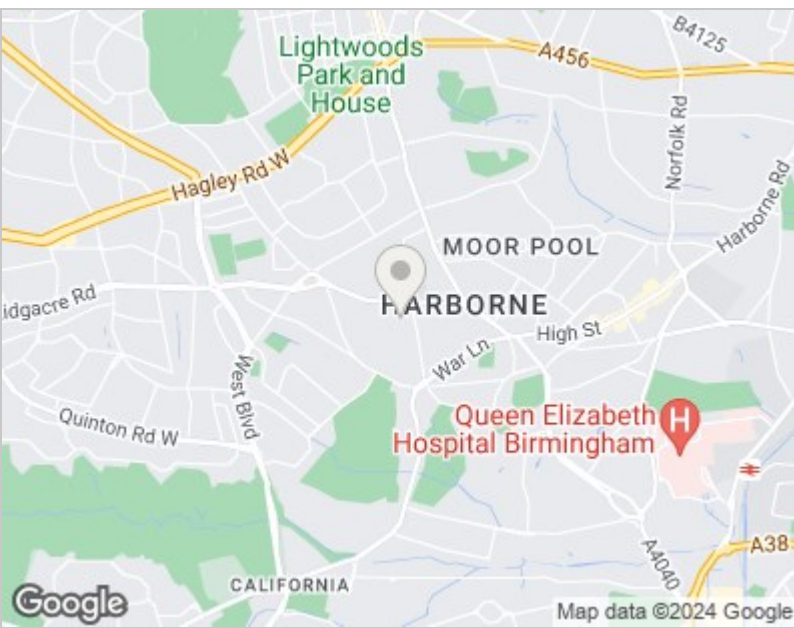 B4125
Lightwoods
Park and
House
A456
Norfolk Rd
Hagley Rd W
Harborne Rd
MOOR POOL
idgacre Rd
HARBORNE
High St
War Ln
West Blvd
Quinton Rd W
Queen Elizabeth
Hospital Birmingham
H
A38
A4040
CALIFORNIA
Google
Map data ©2024 Google